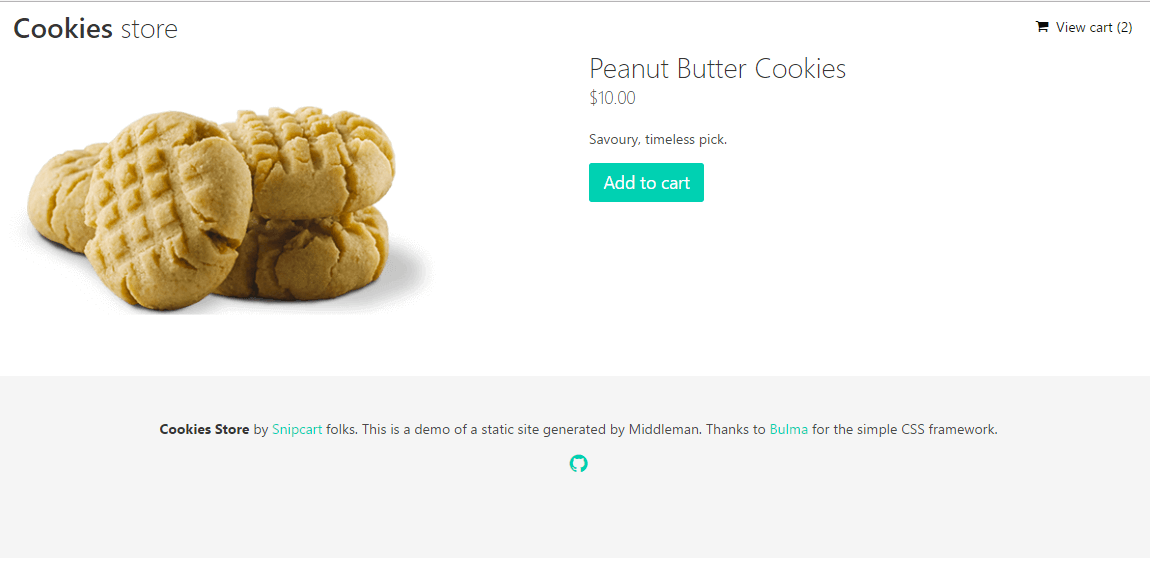 Cookies store
View cart (2)
Peanut Butter Cookies
$10.00
Savoury, timeless pick.
Add to cart
Cookies Store by Snipcart folks. This is a demo of a static site generated by Middleman. Thanks to Bulma for the simple CSS framework.